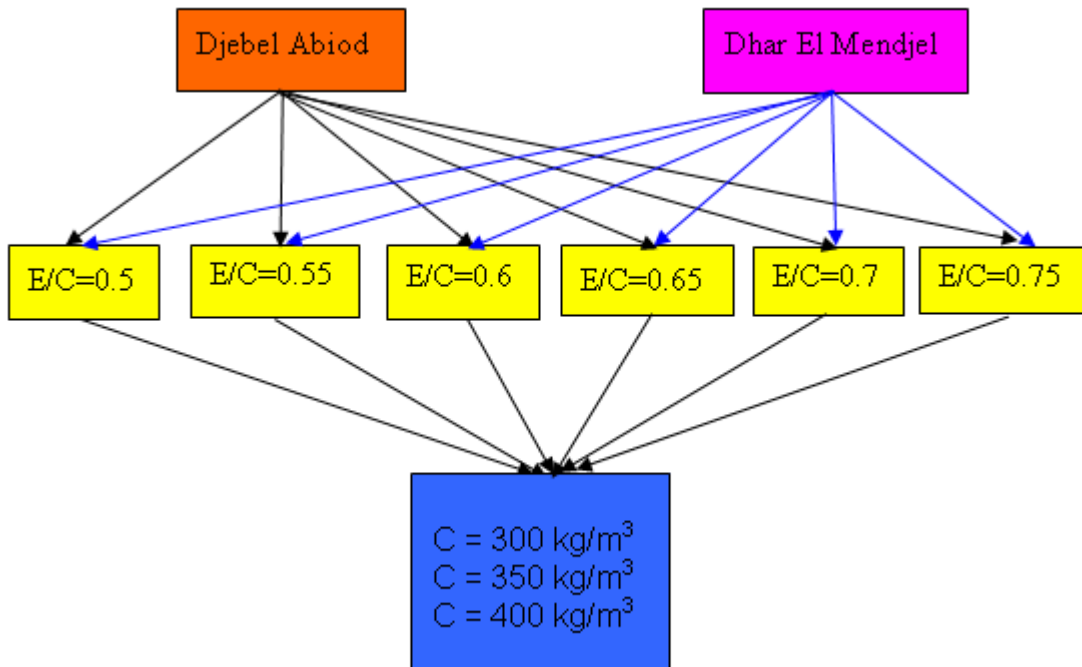 Djebel Abiod
Dhar El Mendjel
E/C=0.5
E/C=0.55
E/C=0.6
E/C=0.65
E/C=0.7
E/C=0.75
C = 300 kg/m³
C = 350 kg/m³
C = 400 kg/m³